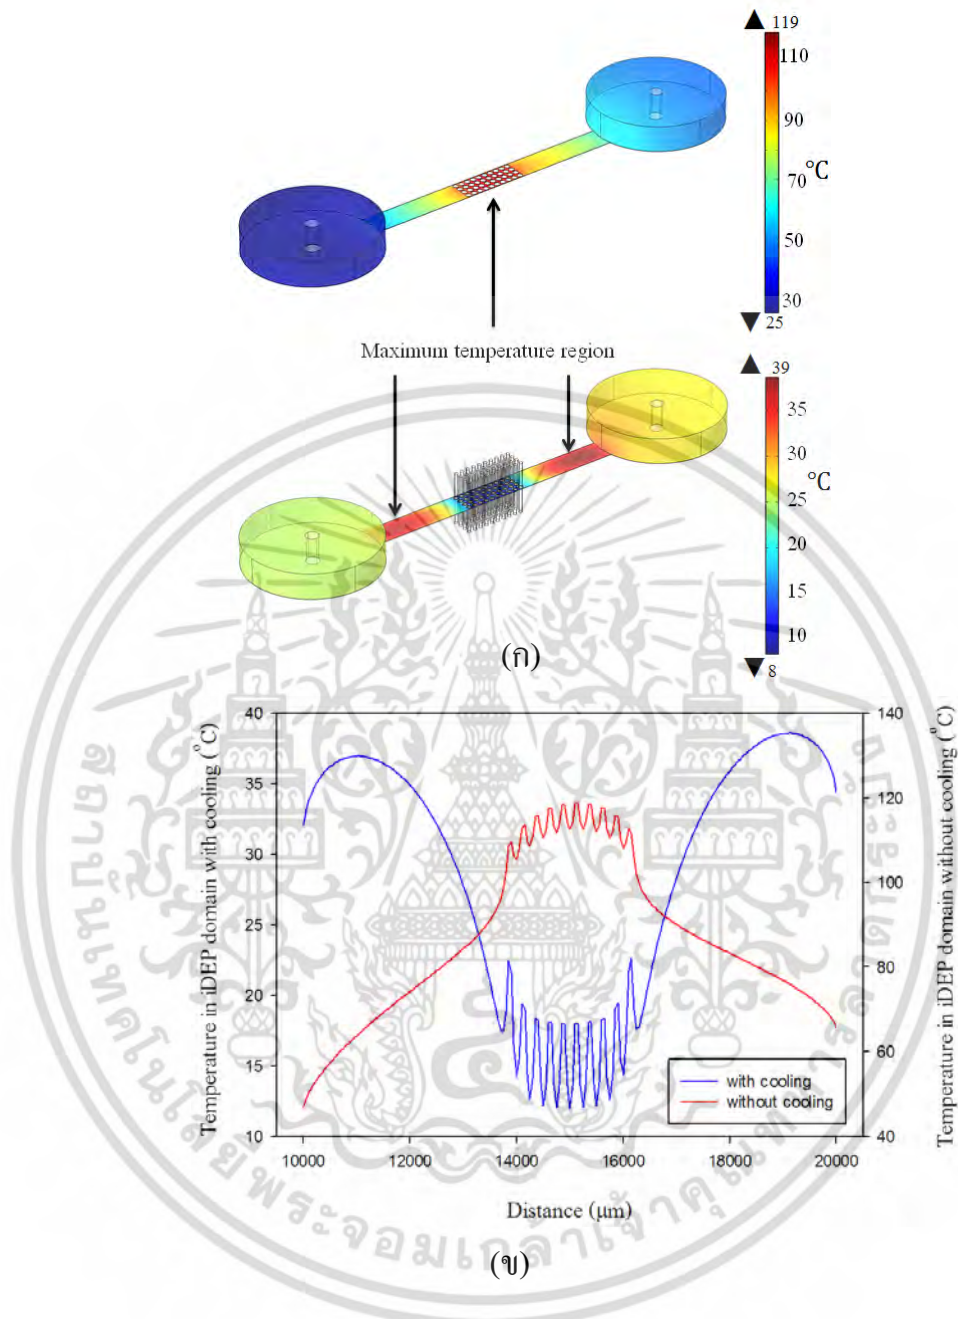 119
110
90
°C
70
50
30
25
Maximum temperature region
39
35
30
25
°C
20
15
10
8
(ก)
40
35
30
25
20
15
10
140
120
100
80
60
40
Temperature in iDEP domain with cooling (°C)
Temperature in iDEP domain without cooling (°C)
with cooling
without cooling
10000 12000 14000 16000 18000 20000
Distance (μm)
(ข)